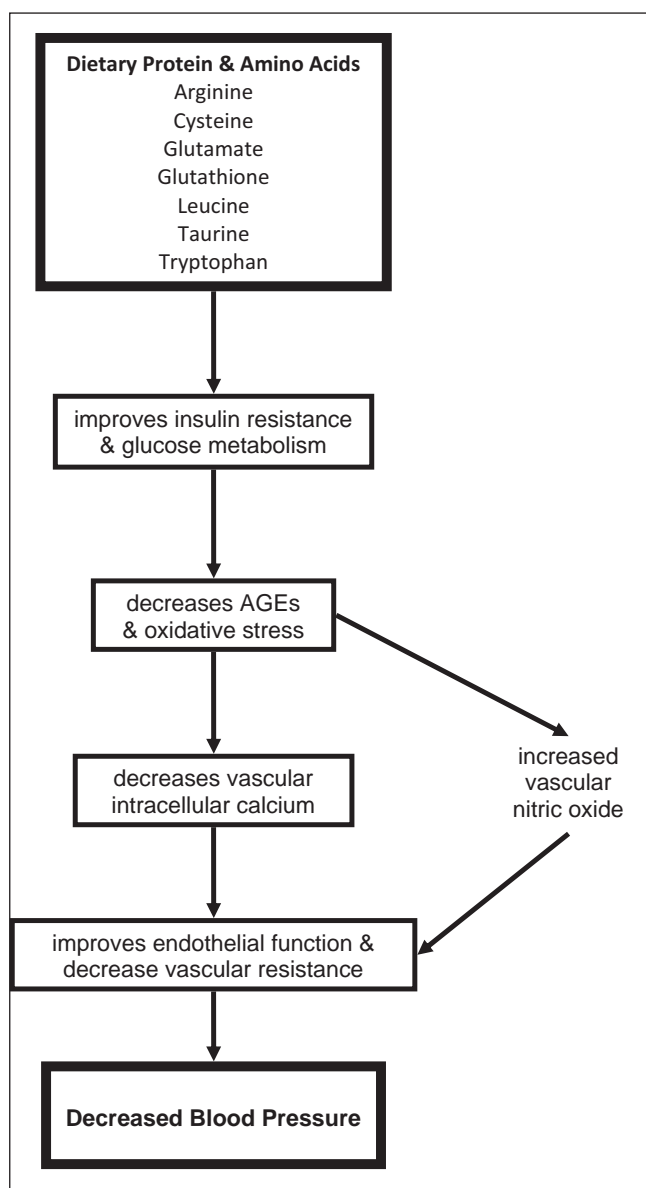 Dietary Protein & Amino Acids
Arginine
Cysteine
Glutamate
Glutathione
Leucine
Taurine
Tryptophan
improves insulin resistance
& glucose metabolism
decreases AGEs
& oxidative stress
decreases vascular
intracellular calcium
increased
vascular
nitric oxide
improves endothelial function &
decrease vascular resistance
Decreased Blood Pressure